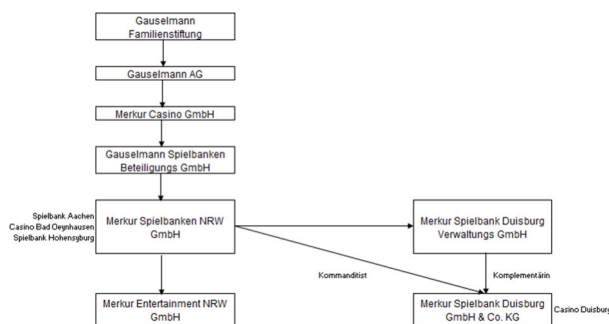 Gauselmann
Familienstiftung
Gauselmann AG
Merkur Casino GmbH
Gauselmann Spielbanken
Beteiligungs GmbH
Spielbank Aachen
Casino Bad Oeynhausen
Spielbank Hohensyburg
Merkur Spielbanken NRW
GmbH
Merkur Spielbank Duisburg
Verwaltungs GmbH
Kommanditist
Komplementärin
Merkur Entertainment NRW
GmbH
Merkur Spielbank Duisburg
GmbH & Co. KG
Casino Duisburg